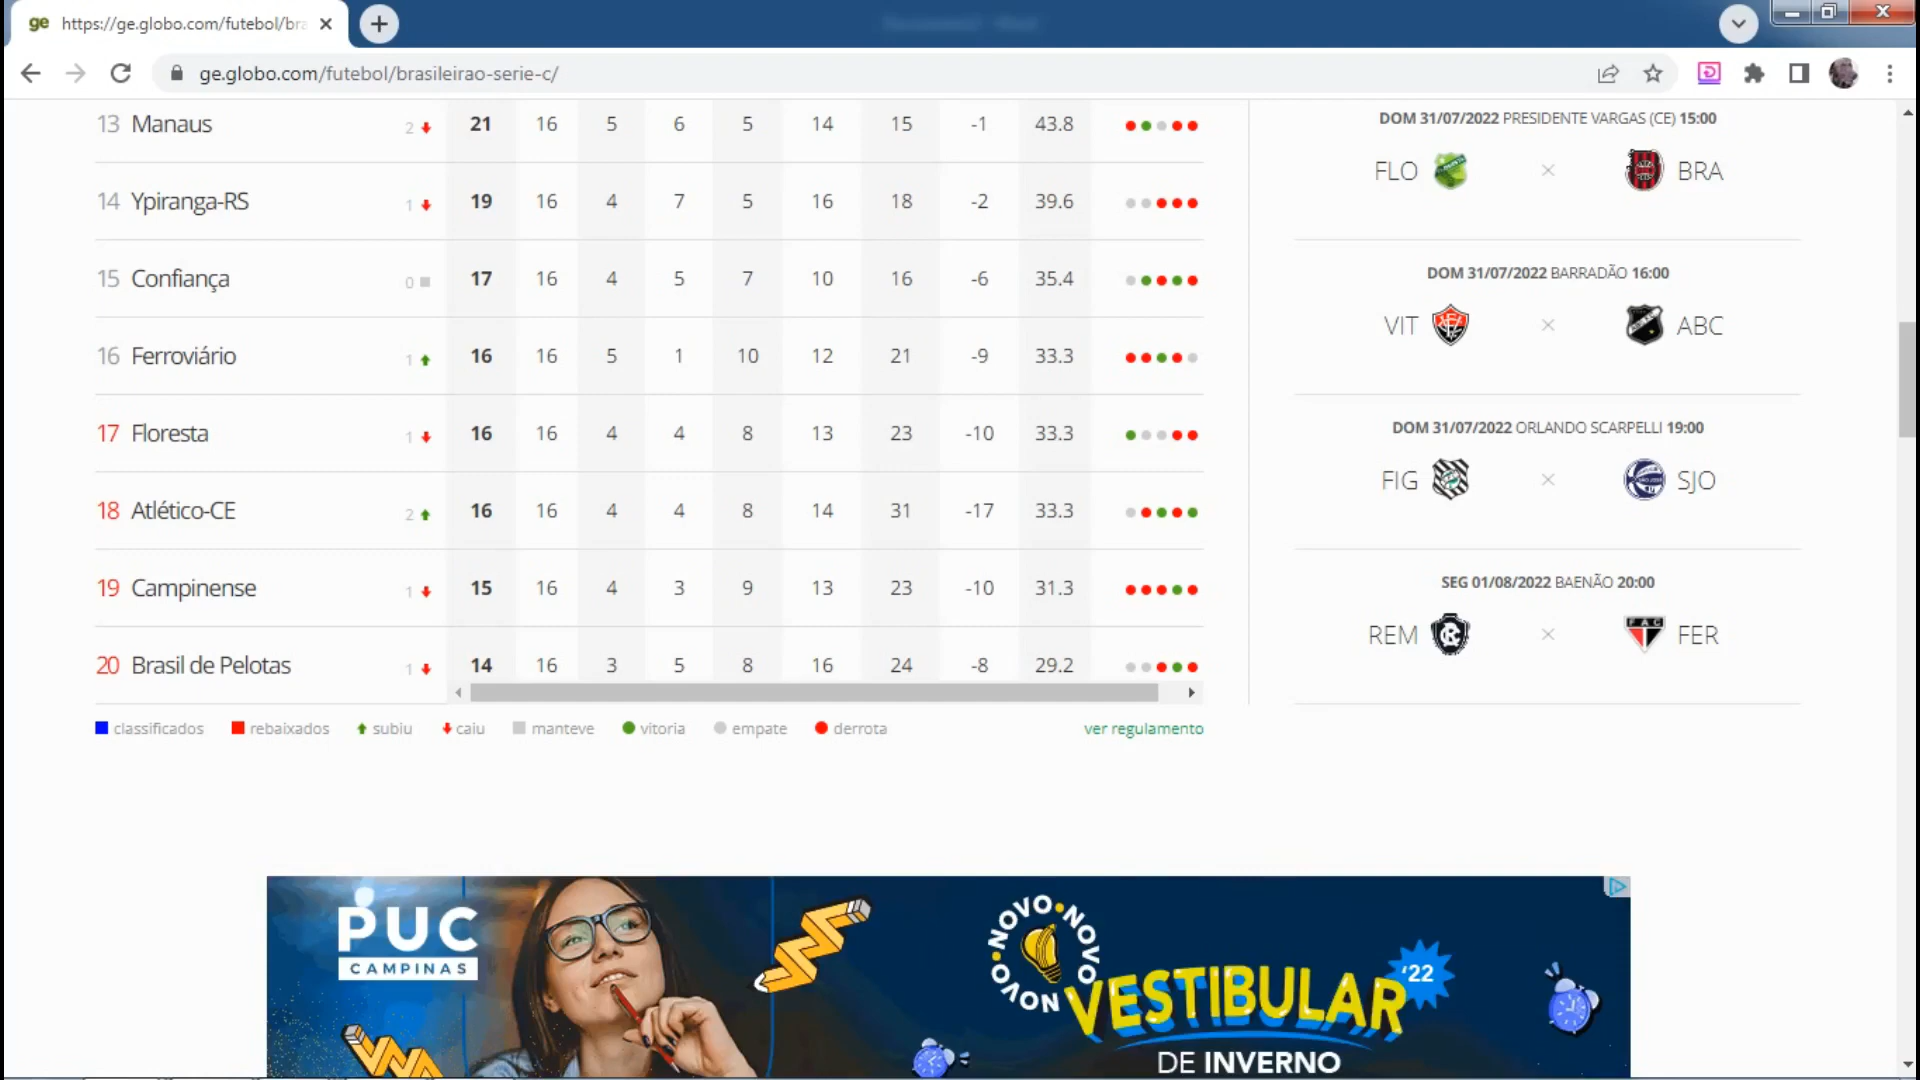 ge https://ge.globo.com/futebol/bra
ge.globo.com/futebol/brasileirao-serie-c/
13 Manaus 2 21 16 5 6 5 14 15 -1 43.8
14 Ypiranga-RS 1 19 16 4 7 5 16 18 -2 39.6
15 Confiança 0 17 16 4 5 7 10 16 -6 35.4
16 Ferroviário 1 16 16 5 1 10 12 21 -9 33.3
17 Floresta 1 16 16 4 4 8 13 23 -10 33.3
18 Atlético-CE 2 16 16 4 4 8 14 31 -17 33.3
19 Campinense 1 15 16 4 3 9 13 23 -10 31.3
20 Brasil de Pelotas 1 14 16 3 5 8 16 24 -8 29.2
classificados rebaixados subiu caiu manteve vitoria empate derrota ver regulamento
DOM 31/07/2022 PRESIDENTE VARGAS (CE) 15:00
FLO × BRA
DOM 31/07/2022 BARRADÃO 16:00
VIT × ABC
DOM 31/07/2022 ORLANDO SCARPELLI 19:00
FIG × SJO
SEG 01/08/2022 BAENÃO 20:00
REM × FER
PUC
CAMPINAS
NOVO NOVO NOVO
VESTIBULAR
'22
DE INVERNO